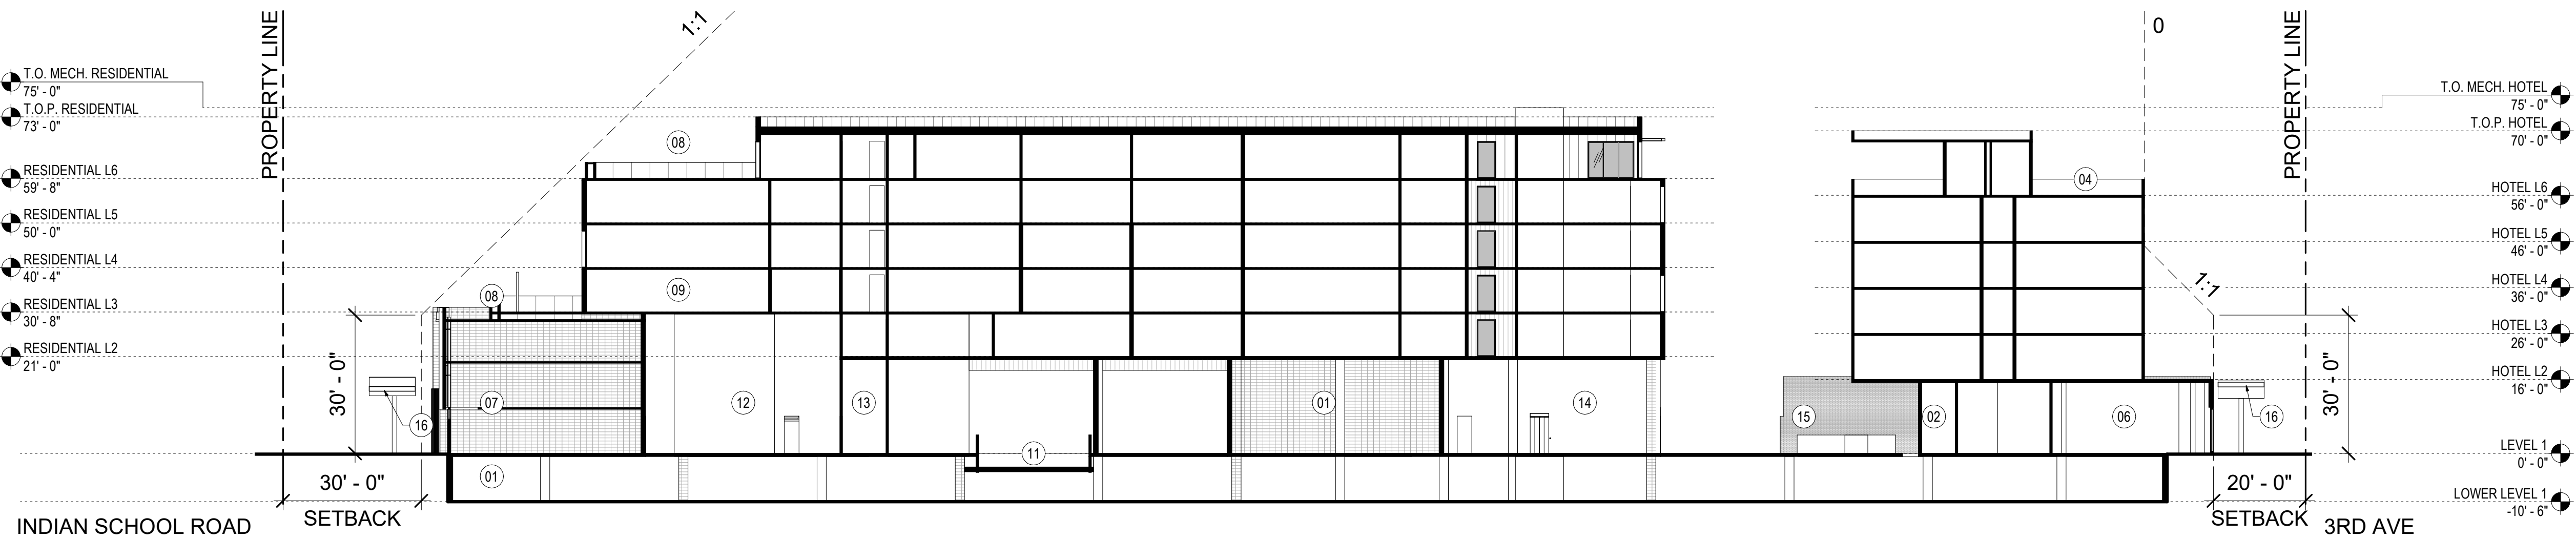 T.O. MECH. RESIDENTIAL
75' - 0"
T.O.P. RESIDENTIAL
73' - 0"
RESIDENTIAL L6
59' - 8"
RESIDENTIAL L5
50' - 0"
RESIDENTIAL L4
40' - 4"
RESIDENTIAL L3
30' - 8"
RESIDENTIAL L2
21' - 0"
INDIAN SCHOOL ROAD
PROPERTY LINE
30' - 0"
30' - 0"
SETBACK
1:1
08
08
09
07
16
12
13
11
01
01
14
15
02
04
06
16
0
1:1
PROPERTY LINE
30' - 0"
20' - 0"
SETBACK
3RD AVE
T.O. MECH. HOTEL
75' - 0"
T.O.P. HOTEL
70' - 0"
HOTEL L6
56' - 0"
HOTEL L5
46' - 0"
HOTEL L4
36' - 0"
HOTEL L3
26' - 0"
HOTEL L2
16' - 0"
LEVEL 1
0' - 0"
LOWER LEVEL 1
-10' - 6"